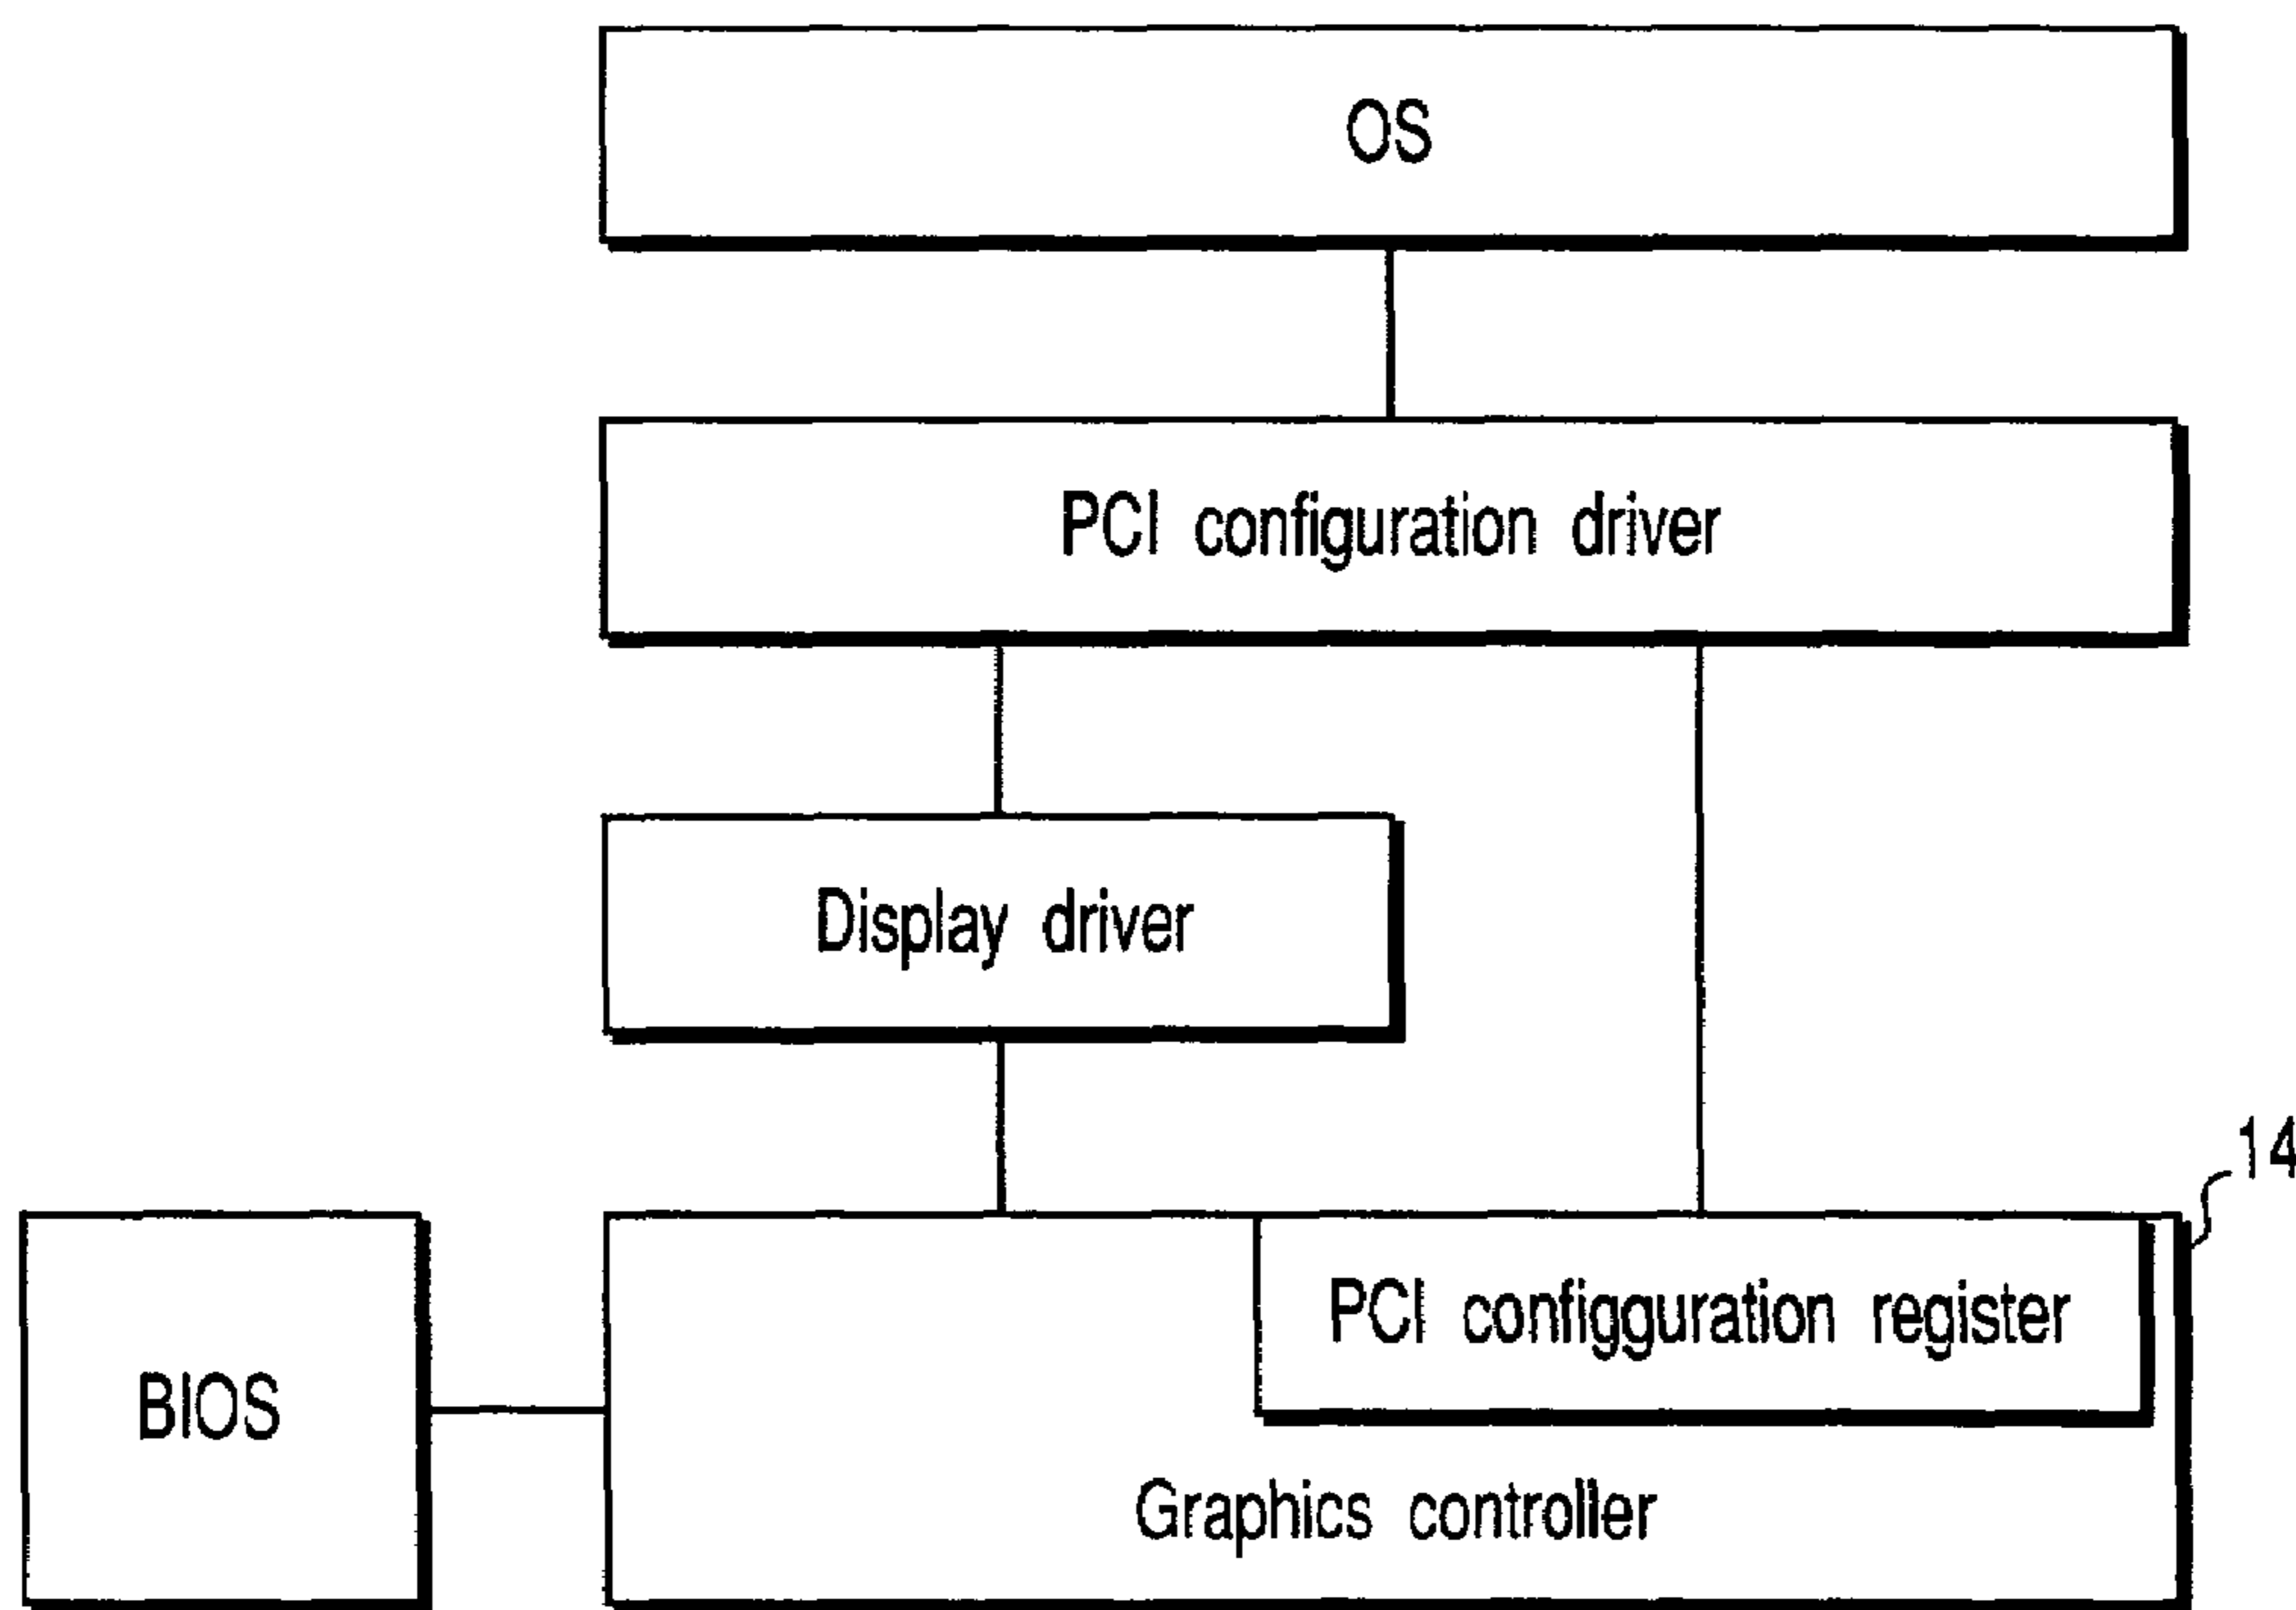 OS
PCI configuration driver
Display driver
14
PCI configguration register
BIOS
Graphics controller